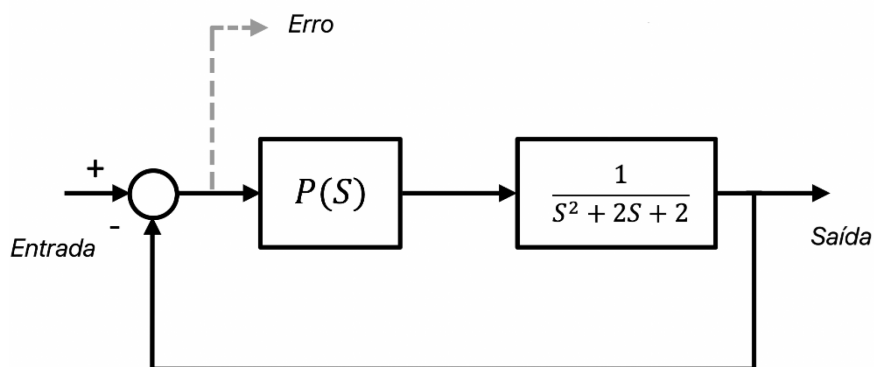 Erro
+
P(S)
1
S² + 2S + 2
-
Entrada
Saída